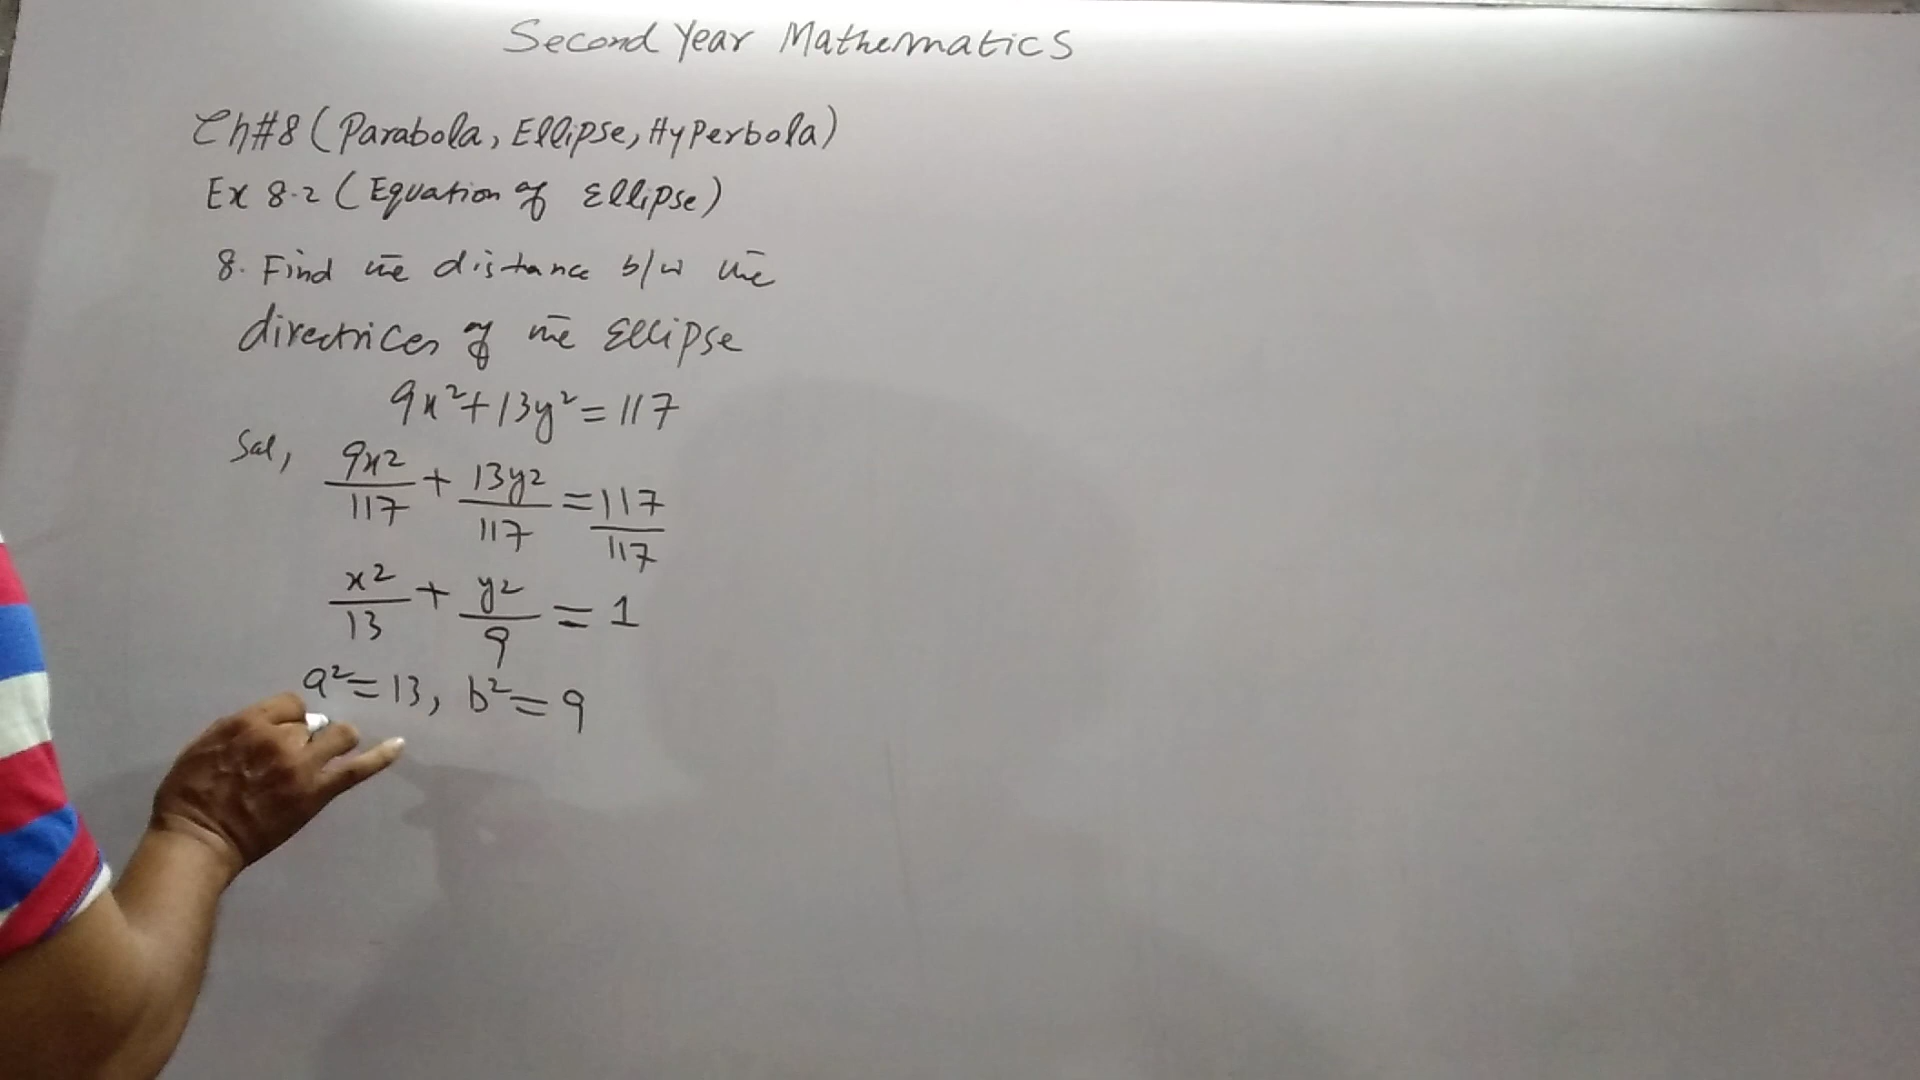 Second Year Mathematics
Ch#8 (Parabola, Ellipse, Hyperbola)
Ex 8.2 (Equation of Ellipse)
8. Find the distance b/w the
directrices of the Ellipse
9x²+13y²=117
Sol, 9x²/117 + 13y²/117 = 117/117
x²/13 + y²/9 = 1
a²=13, b²=9